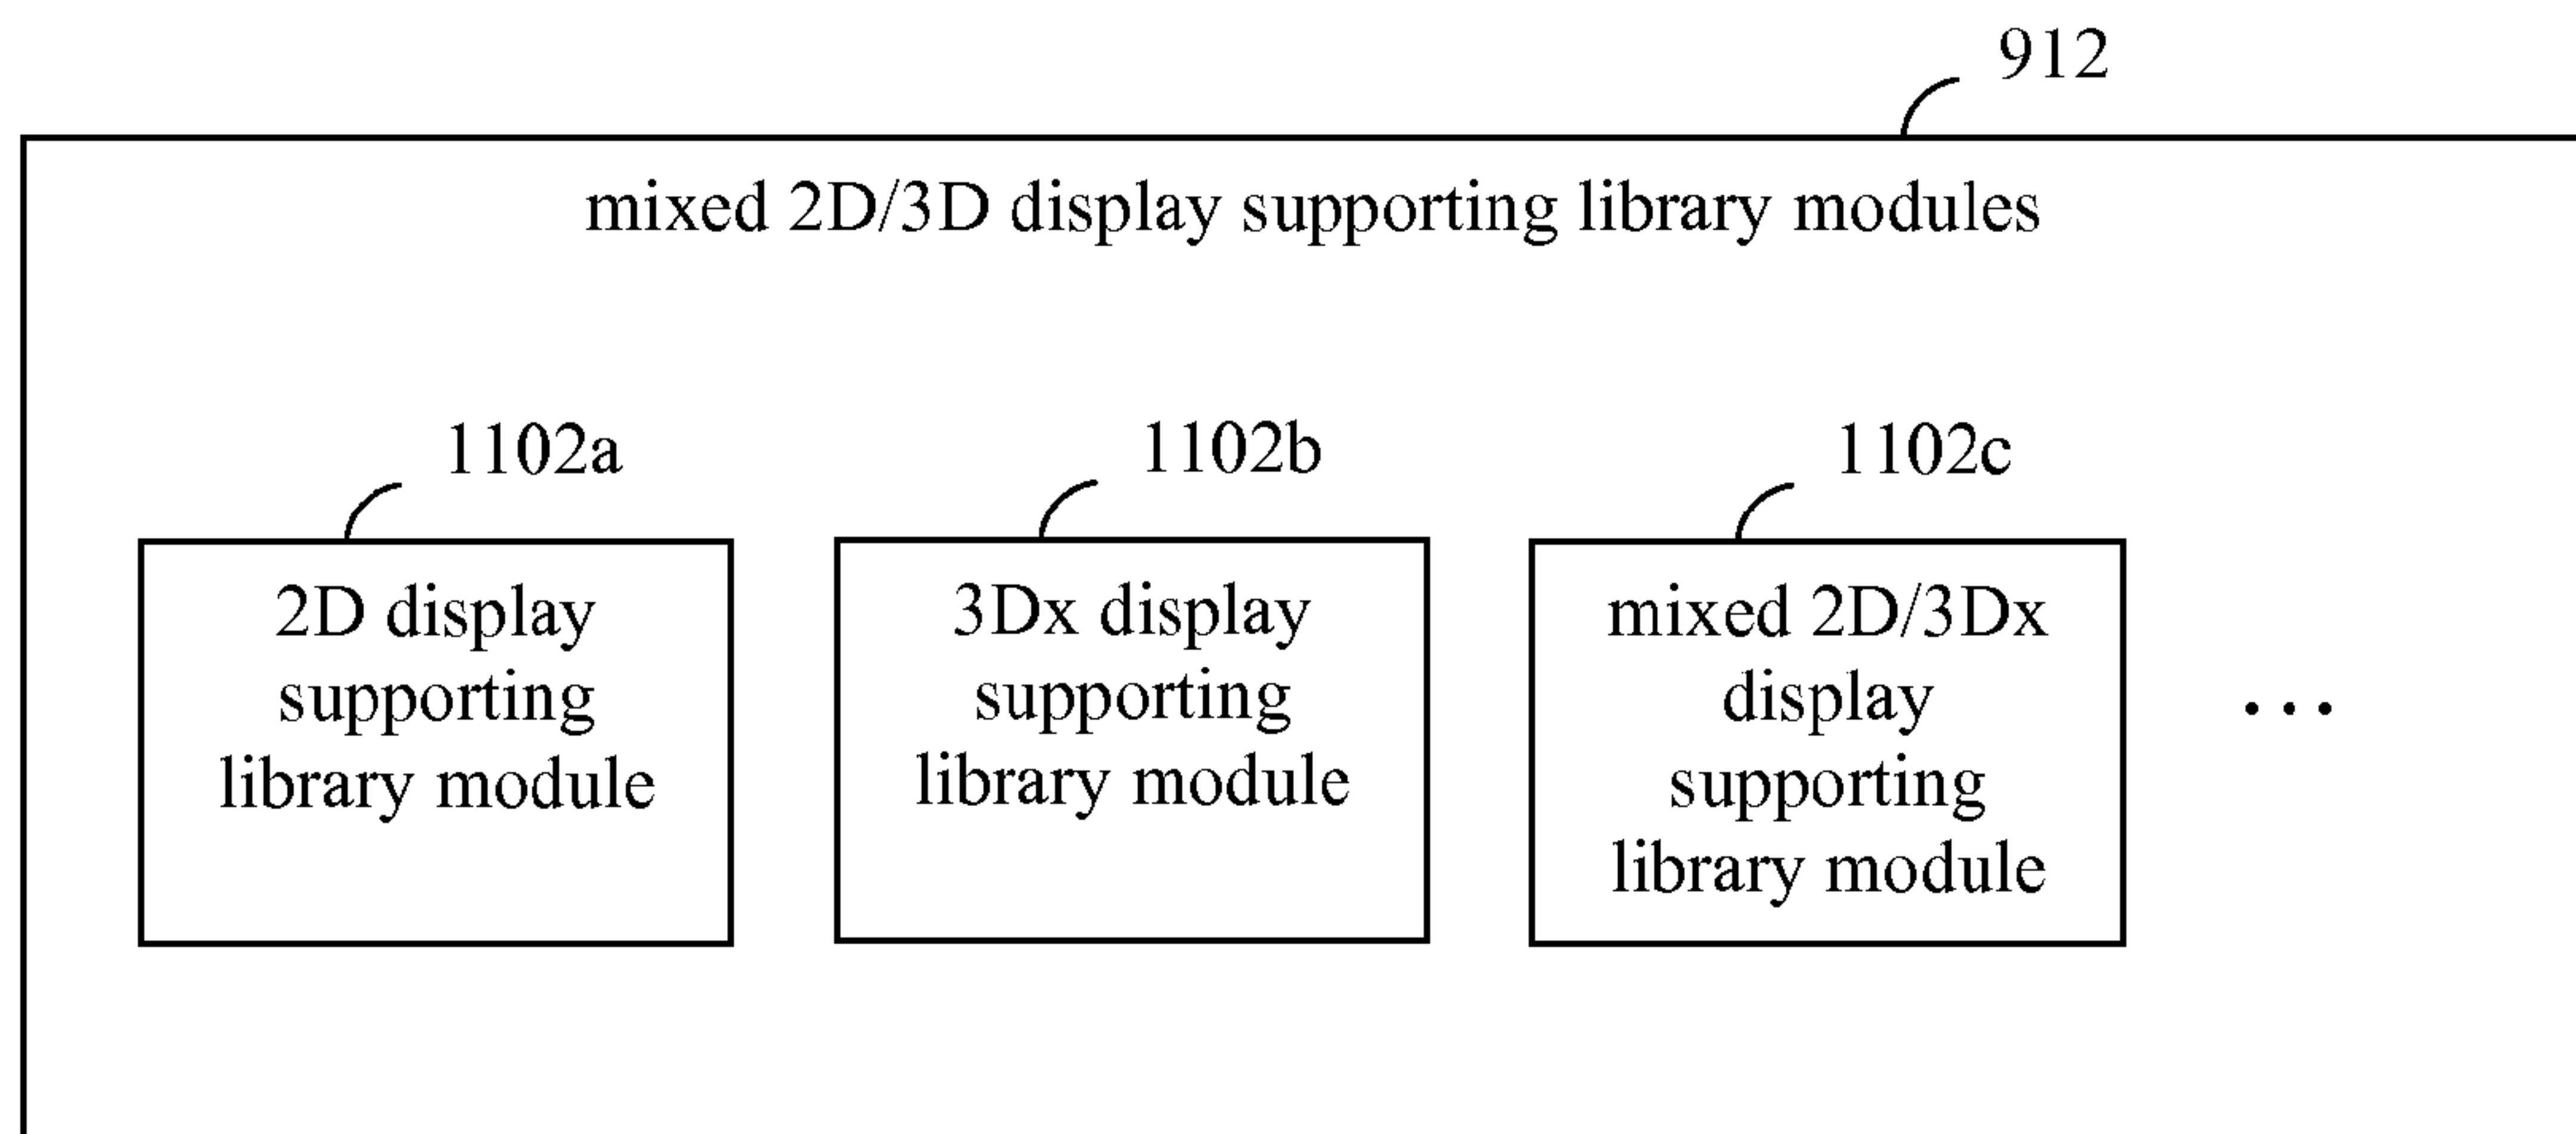 912
mixed 2D/3D display supporting library modules
1102a
1102b
1102c
2D display
supporting
library module
3Dx display
supporting
library module
mixed 2D/3Dx
display
supporting
library module
...